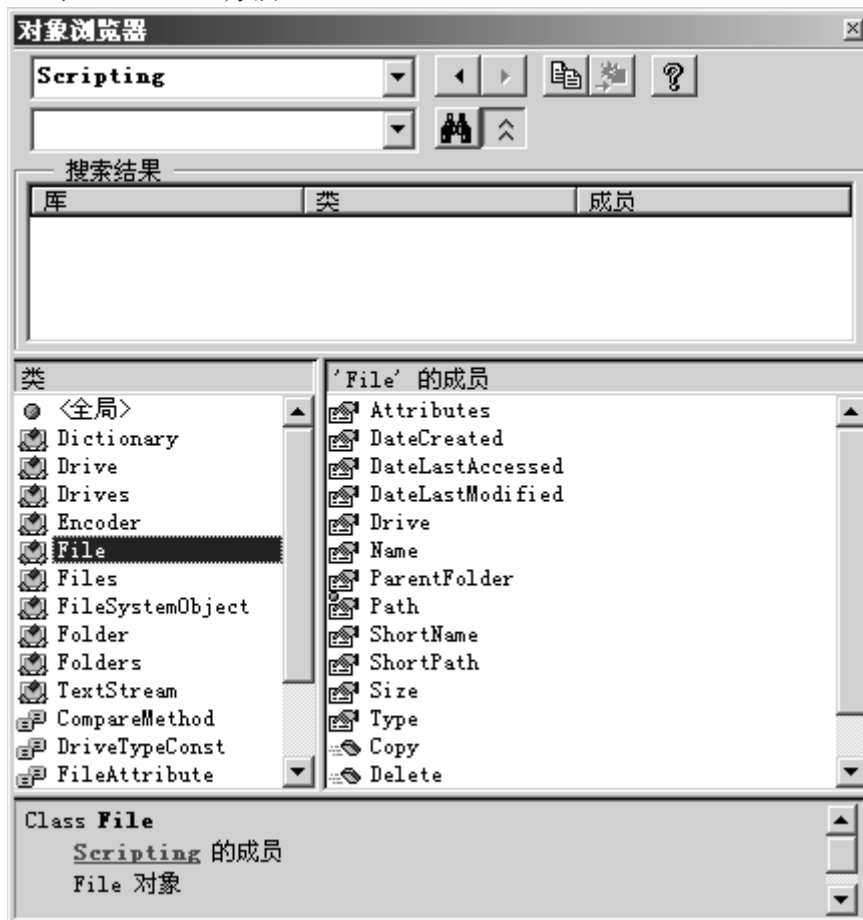 对象浏览器
Scripting
搜索结果
库 类 成员
类
<全局>
Dictionary
Drive
Drives
Encoder
File
Files
FileSystemObject
Folder
Folders
TextStream
CompareMethod
DriveTypeConst
FileAttribute
'File' 的成员
Attributes
DateCreated
DateLastAccessed
DateLastModified
Drive
Name
ParentFolder
Path
ShortName
ShortPath
Size
Type
Copy
Delete
Class File
Scripting 的成员
File 对象